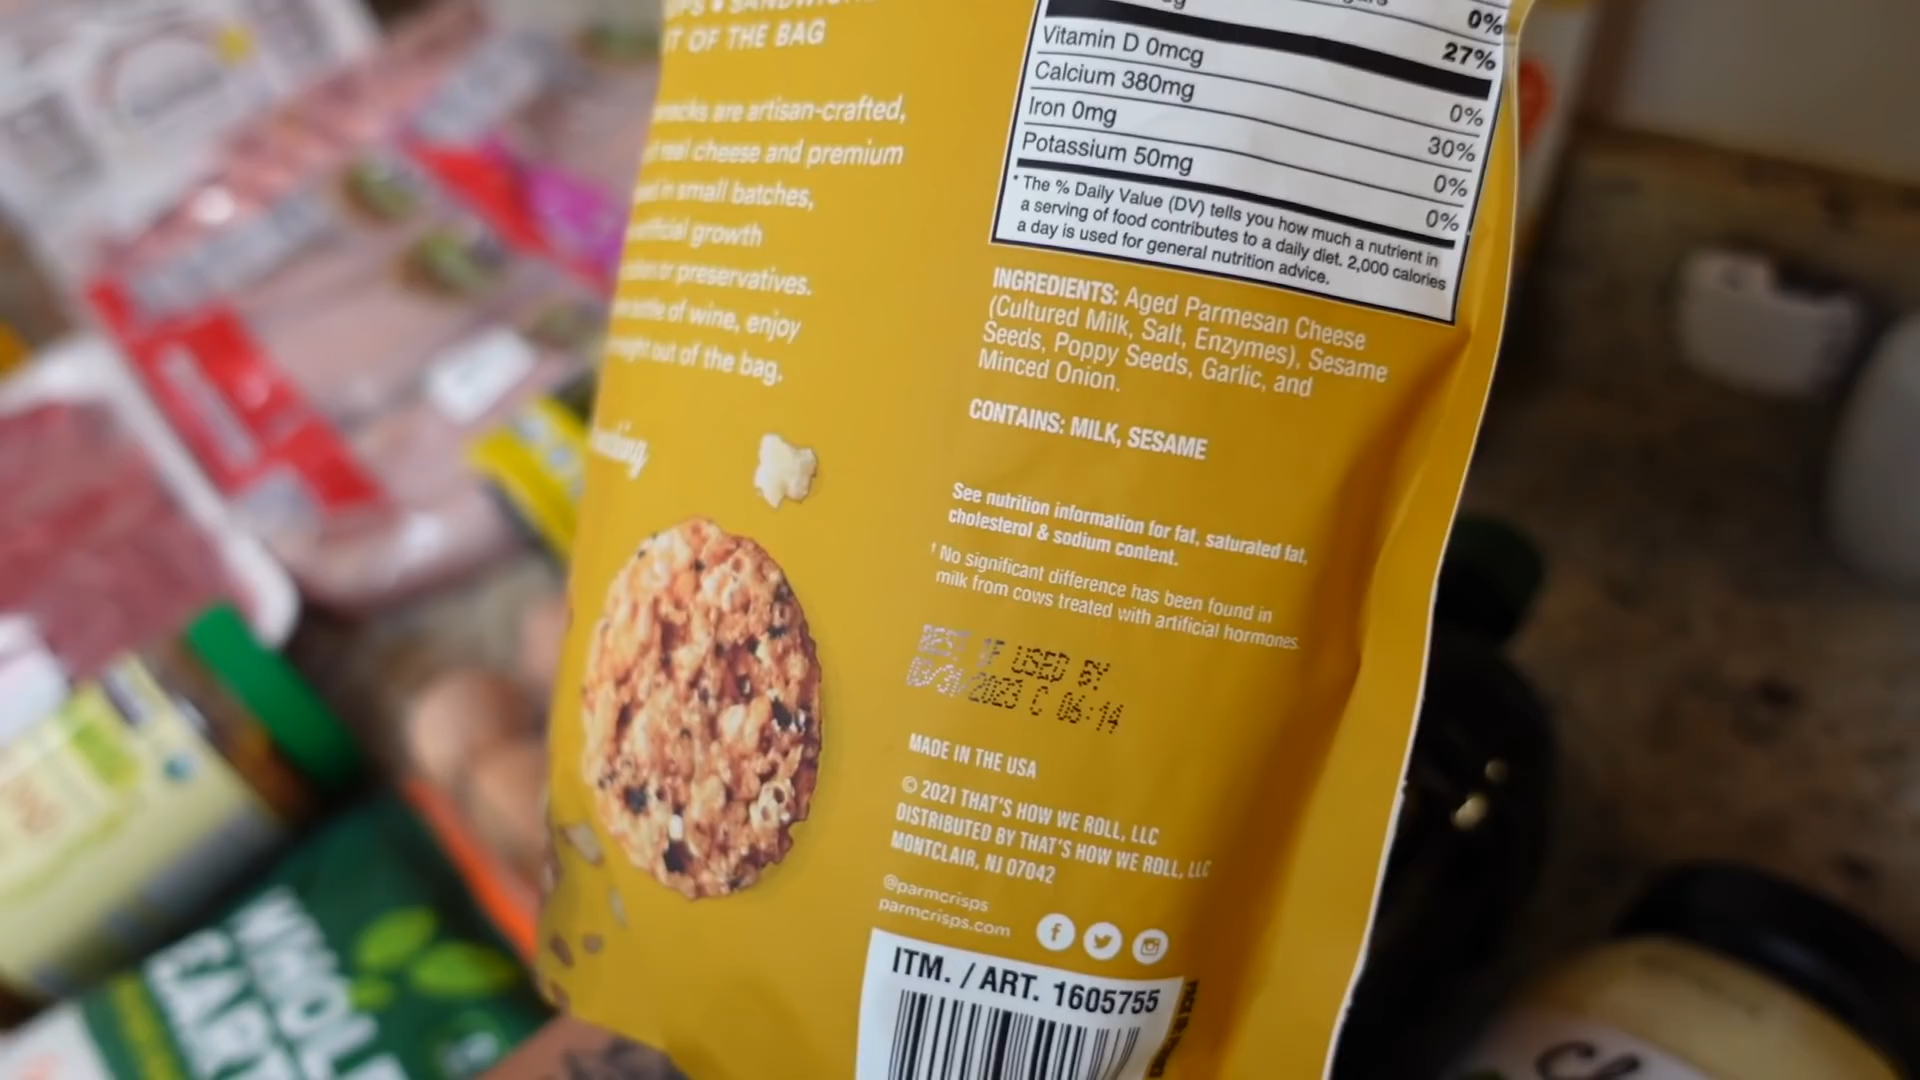 IT OF THE BAG
are artisan-crafted,
real cheese and premium
in small batches,
growth
or preservatives.
of wine, enjoy
out of the bag.
0%
27%
Vitamin D 0mcg 0%
Calcium 380mg 30%
Iron 0mg 0%
Potassium 50mg 0%
* The % Daily Value (DV) tells you how much a nutrient in
a serving of food contributes to a daily diet. 2,000 calories
a day is used for general nutrition advice.
INGREDIENTS: Aged Parmesan Cheese
(Cultured Milk, Salt, Enzymes), Sesame
Seeds, Poppy Seeds, Garlic, and
Minced Onion.
CONTAINS: MILK, SESAME
See nutrition information for fat, saturated fat,
cholesterol & sodium content.
† No significant difference has been found in
milk from cows treated with artificial hormones.
BEST IF USED BY
03/31/2023 C 06:14
MADE IN THE USA
© 2021 THAT'S HOW WE ROLL, LLC
DISTRIBUTED BY THAT'S HOW WE ROLL, LLC
MONTCLAIR, NJ 07042
@parmcrisps
parmcrisps.com
ITM. / ART. 1605755
WHOLE
EARTH